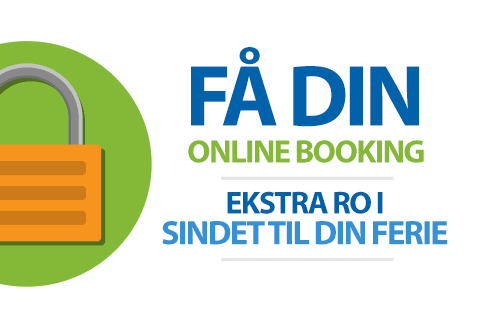 FÅ DIN
ONLINE BOOKING
EKSTRA RO I
SINDET TIL DIN FERIE